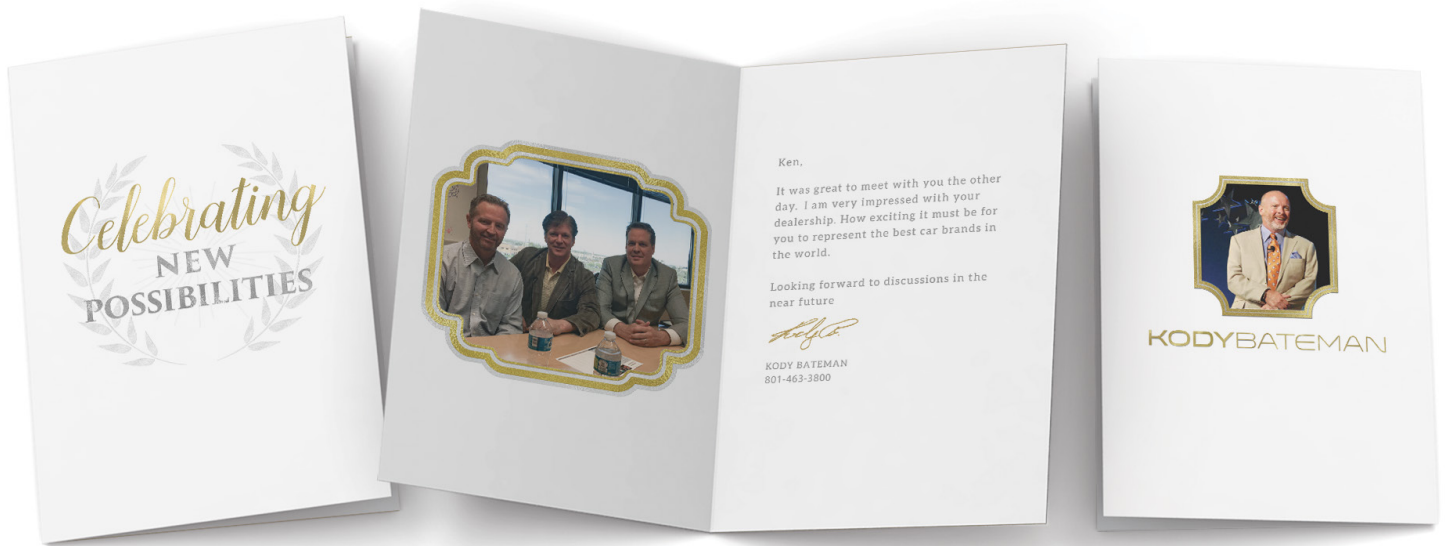 Celebrating
NEW
POSSIBILITIES
Ken,
It was great to meet with you the other
day. I am very impressed with your
dealership. How exciting it must be for
you to represent the best car brands in
the world.
Looking forward to discussions in the
near future
KODY BATEMAN
801-463-3800
KODYBATEMAN